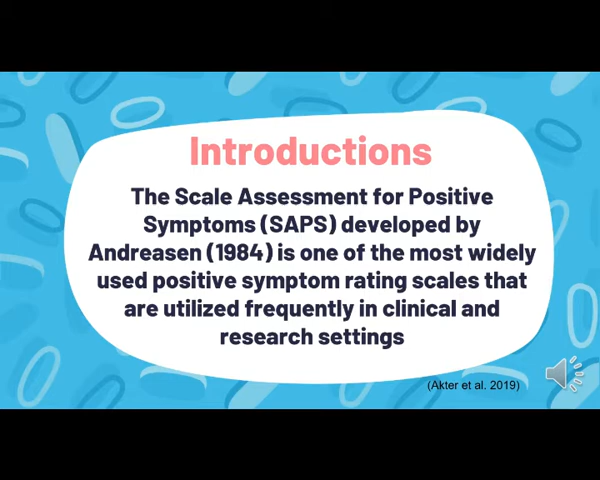 Introductions
The Scale Assessment for Positive
Symptoms (SAPS) developed by
Andreasen (1984) is one of the most widely
used positive symptom rating scales that
are utilized frequently in clinical and
research settings
(Akter et al. 2019)